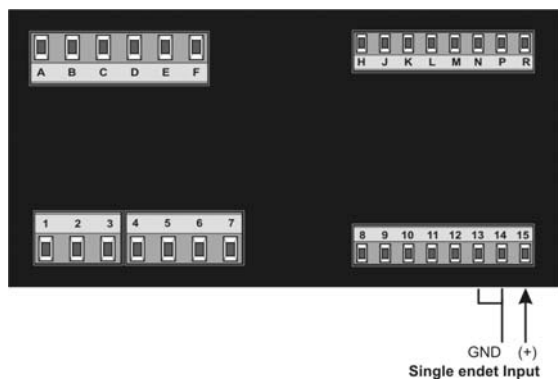 A B C D E F
H J K L M N P R
1 2 3 4 5 6 7
8 9 10 11 12 13 14 15
GND (+)
Single endet Input